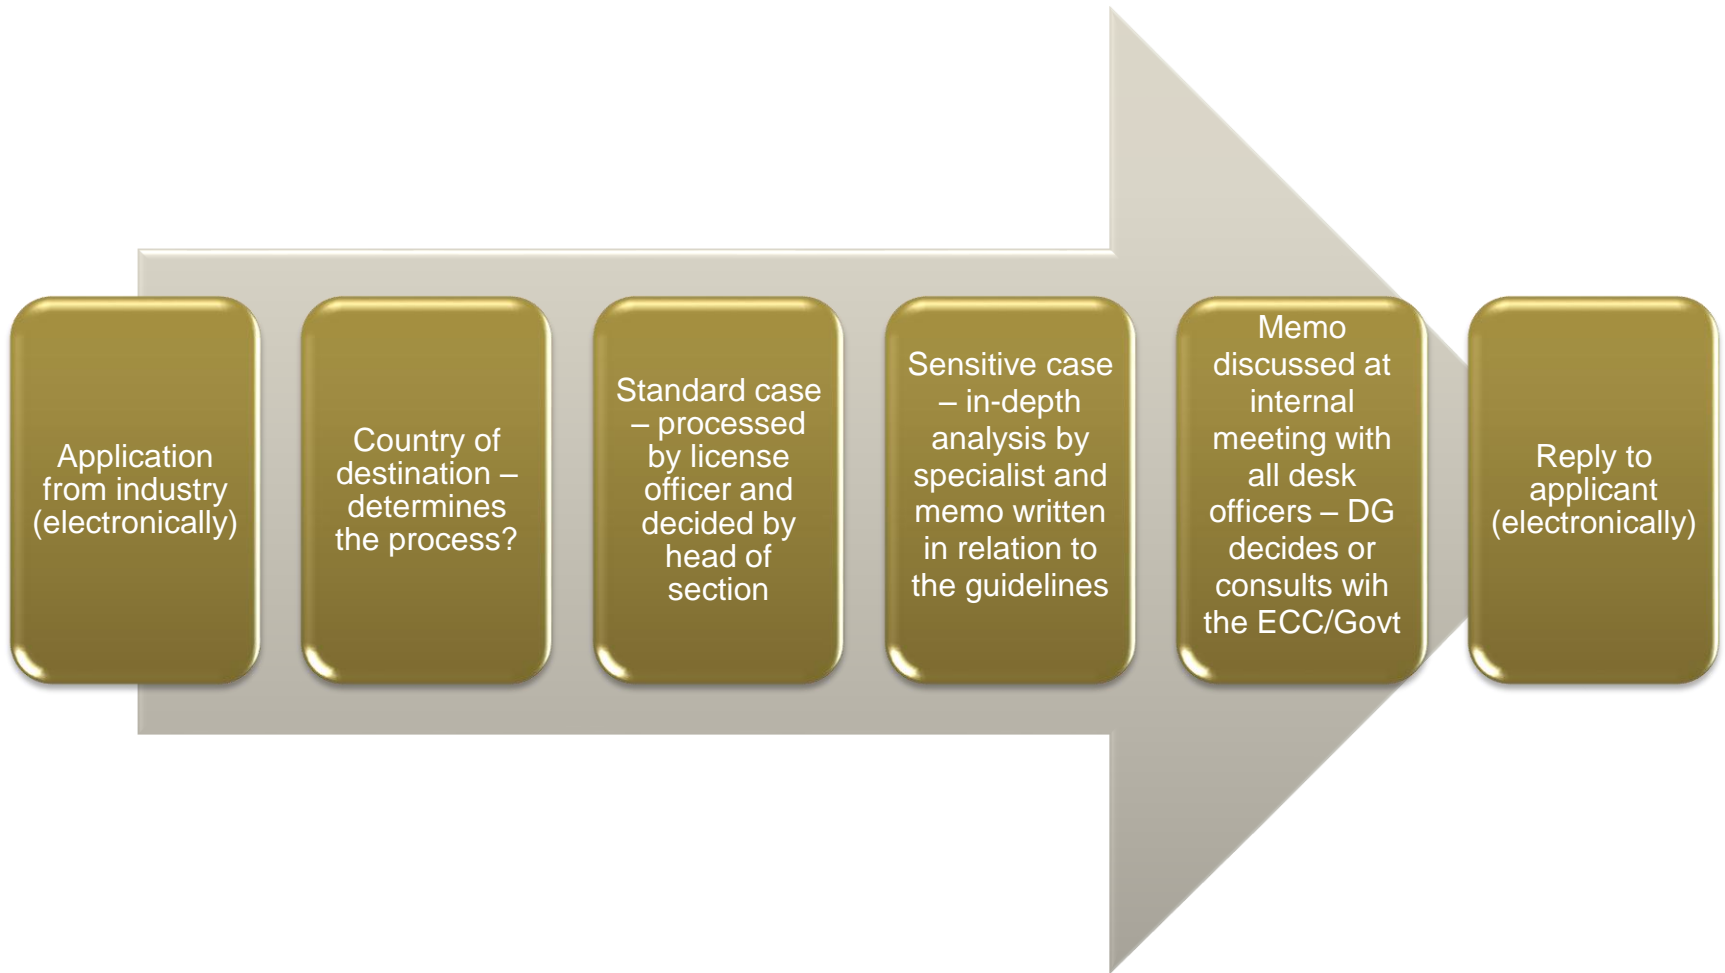 Application
from industry
(electronically)
Country of
destination –
determines
the process?
Standard case
– processed
by license
officer and
decided by
head of
section
Sensitive case
– in-depth
analysis by
specialist and
memo written
in relation to
the guidelines
Memo
discussed at
internal
meeting with
all desk
officers – DG
decides or
consults wih
the ECC/Govt
Reply to
applicant
(electronically)